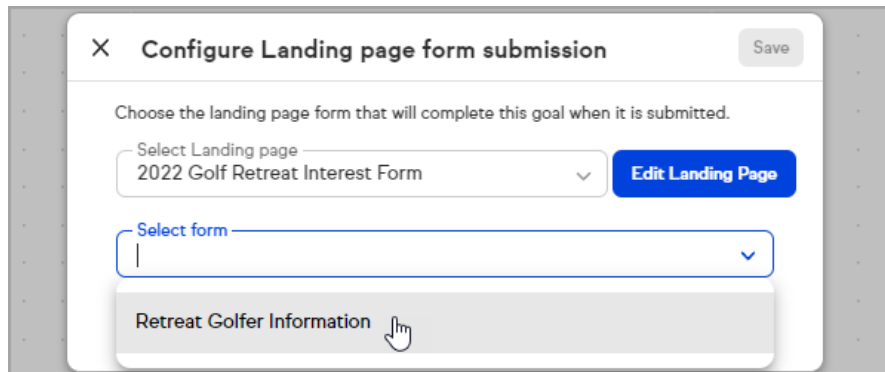 Configure Landing page form submission
Save
Choose the landing page form that will complete this goal when it is submitted.
Select Landing page
2022 Golf Retreat Interest Form
Edit Landing Page
Select form
Retreat Golfer Information